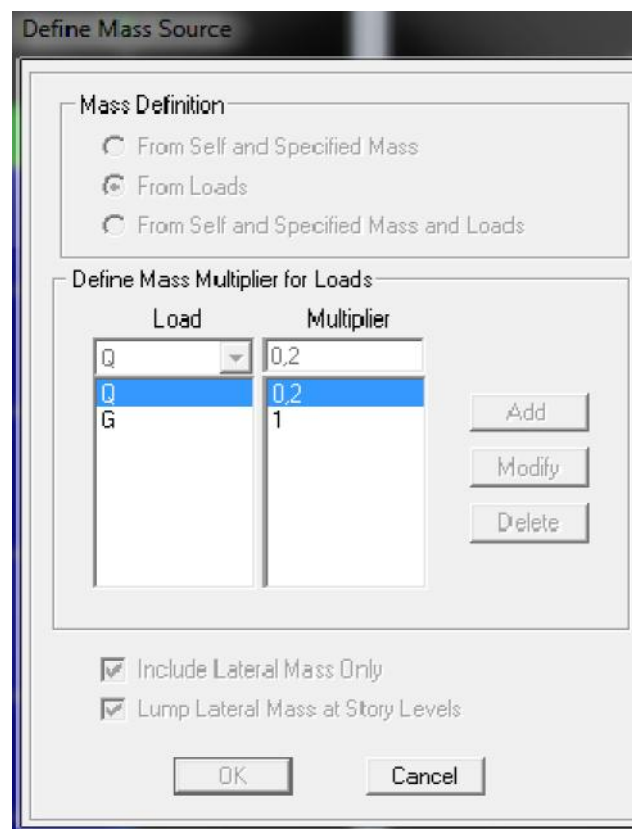 Define Mass Source
Mass Definition
From Self and Specified Mass
From Loads
From Self and Specified Mass and Loads
Define Mass Multiplier for Loads
Load Multiplier
Q 0,2
Q 0,2
G 1
Add
Modify
Delete
Include Lateral Mass Only
Lump Lateral Mass at Story Levels
OK Cancel